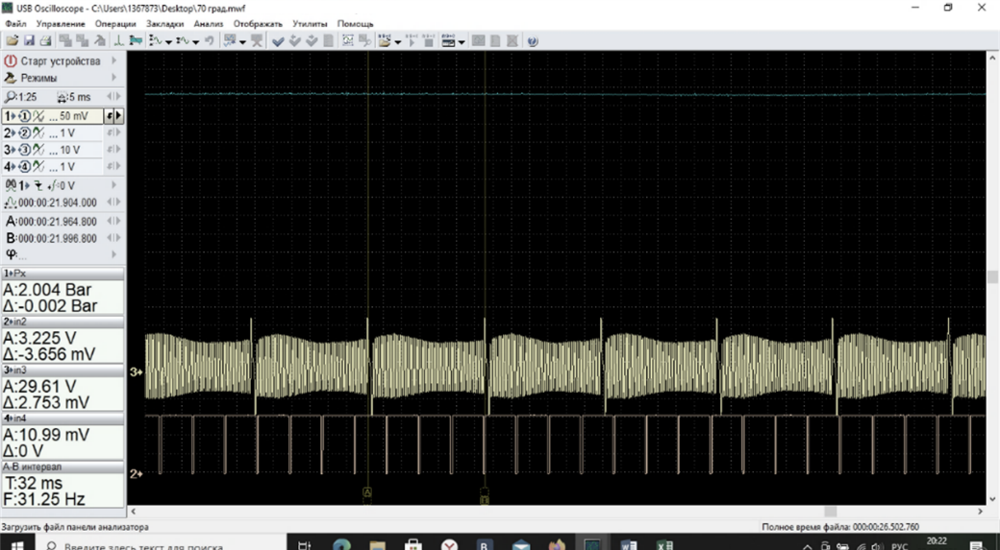 USB Oscilloscope - C:\Users\1367873\Desktop\70 град.mwf
Файл Управление Операции Закладки Анализ Отображать Утилиты Помощь
Старт устройства
Режимы
1:25 5 ms
1 1 ... 50 mV
2 2 ... 1 V
3 3 ... 10 V
4 4 ... 1 V
1 0 V
000:00:21.904.000
A:000:00:21.964.800
B:000:00:21.996.800
φ:...
1 Px
A:2.004 Bar
Δ:-0.002 Bar
2 in2
A:3.225 V
Δ:-3.656 mV
3 in3
A:29.61 V
Δ:2.753 mV
4 in4
A:10.99 mV
Δ:0 V
A-B интервал
T:32 ms
F:31.25 Hz
3
2
Загрузить файл панели анализатора
Полное время файла: 000:00:26.502.760
Введите здесь текст для поиска
РУС
20:22